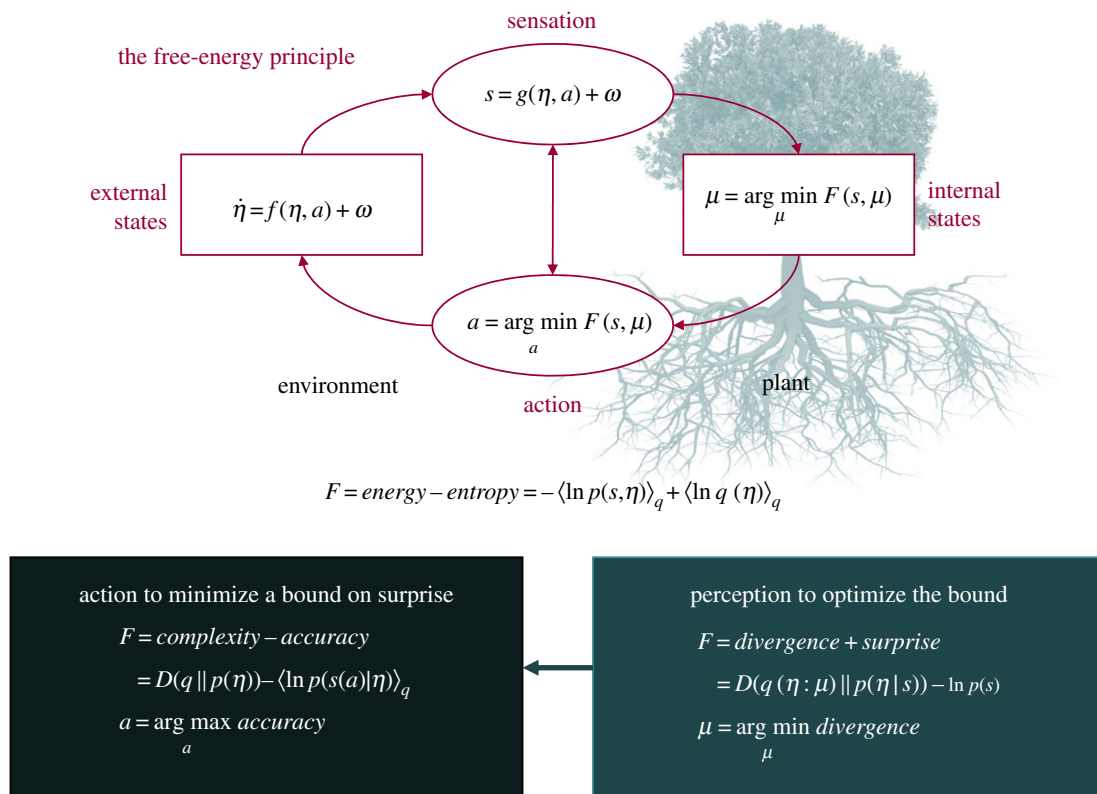 sensation
the free-energy principle
s = g(η, a) + ω
external
states
η̇ = f(η, a) + ω
μ = arg min F (s, μ)
μ
internal
states
a = arg min F (s, μ)
a
environment
plant
action
F = energy – entropy = – ⟨ln p(s,η)⟩q + ⟨ln q (η)⟩q
action to minimize a bound on surprise
F = complexity – accuracy
= D(q || p(η)) – ⟨ln p(s(a)|η)⟩q
a = arg max accuracy
a
perception to optimize the bound
F = divergence + surprise
= D(q (η : μ) || p(η | s)) – ln p(s)
μ = arg min divergence
μ